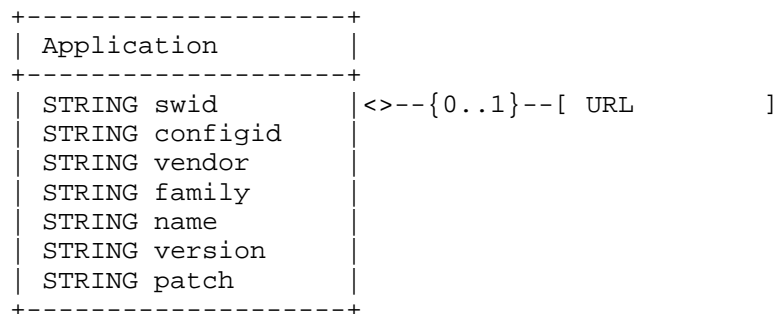 +--------------------+
| Application        |
+--------------------+
| STRING swid        |<>--{0..1}--[ URL        ]
| STRING configid    |
| STRING vendor      |
| STRING family      |
| STRING name        |
| STRING version     |
| STRING patch       |
+--------------------+